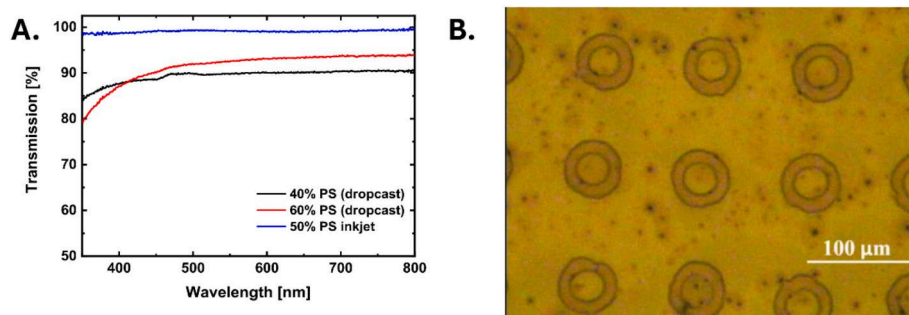 A.
100
90
80
70
60
50
Transmission [%]
40% PS (dropcast)
60% PS (dropcast)
50% PS inkjet
400
500
600
700
800
Wavelength [nm]
B.
100 µm